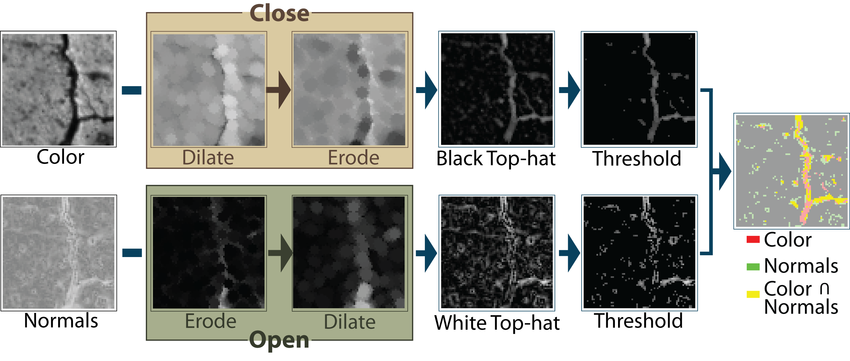 Close
Color
Dilate
Erode
Black Top-hat
Threshold
Normals
Erode
Dilate
White Top-hat
Threshold
Open
Color
Normals
Color ∩
Normals